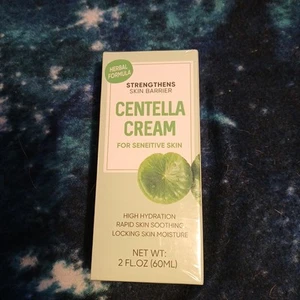 HERBAL
FORMULA
STRENGTHENS
SKIN BARRIER
CENTELLA
CREAM
FOR SENEITIVE SKIN
HIGH HYDRATION
RAPID SKIN SOOTHING
LOCKING SKIN MOISTURE
NET WT:
2 FL.OZ (60ML)